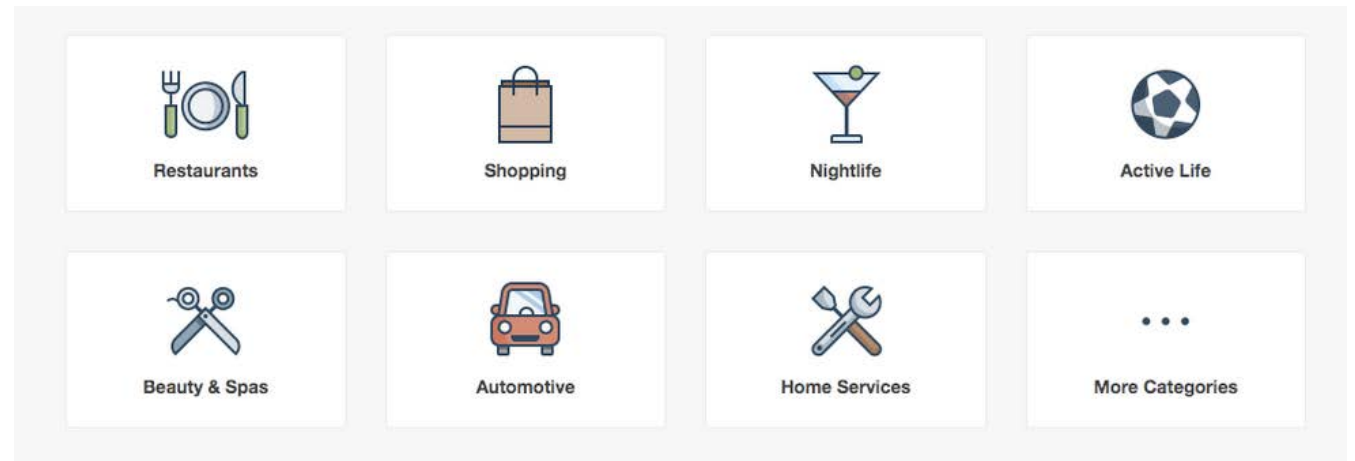 Restaurants
Shopping
Nightlife
Active Life
Beauty & Spas
Automotive
Home Services
More Categories